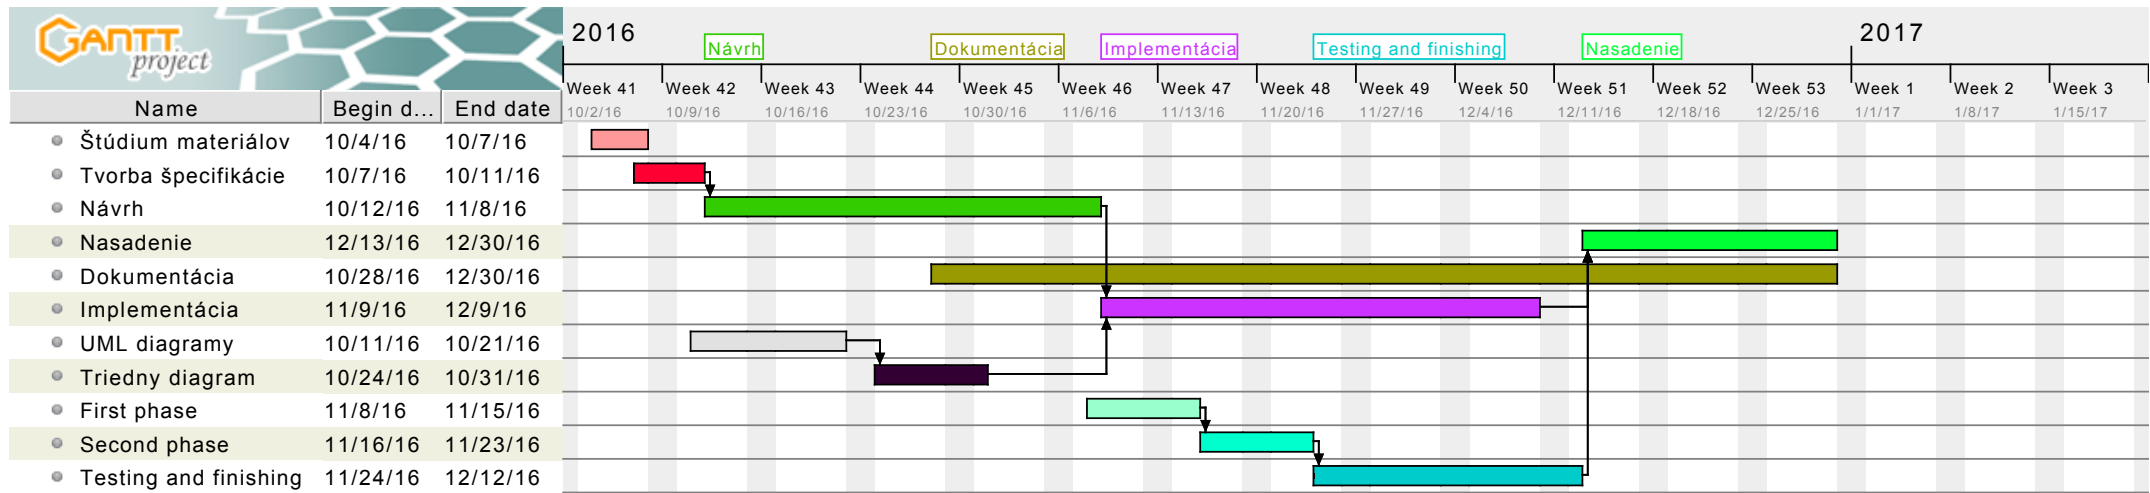 GANTT
project
2016
2017
Návrh
Dokumentácia
Implementácia
Testing and finishing
Nasadenie
Week 41 Week 42 Week 43 Week 44 Week 45 Week 46 Week 47 Week 48 Week 49 Week 50 Week 51 Week 52 Week 53 Week 1 Week 2 Week 3
10/2/16 10/9/16 10/16/16 10/23/16 10/30/16 11/6/16 11/13/16 11/20/16 11/27/16 12/4/16 12/11/16 12/18/16 12/25/16 1/1/17 1/8/17 1/15/17
Name Begin d... End date
Štúdium materiálov 10/4/16 10/7/16
Tvorba špecifikácie 10/7/16 10/11/16
Návrh 10/12/16 11/8/16
Nasadenie 12/13/16 12/30/16
Dokumentácia 10/28/16 12/30/16
Implementácia 11/9/16 12/9/16
UML diagramy 10/11/16 10/21/16
Triedny diagram 10/24/16 10/31/16
First phase 11/8/16 11/15/16
Second phase 11/16/16 11/23/16
Testing and finishing 11/24/16 12/12/16